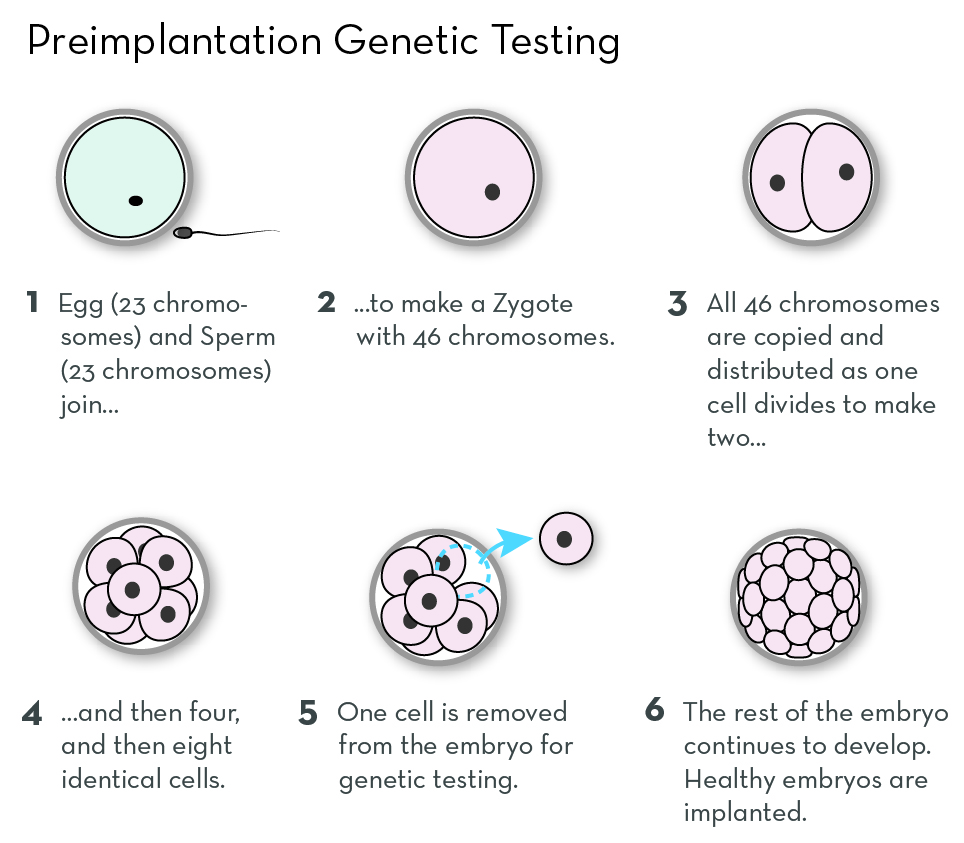 Preimplantation Genetic Testing
1 Egg (23 chromo-
somes) and Sperm
(23 chromosomes)
join...
2 ...to make a Zygote
with 46 chromosomes.
3 All 46 chromosomes
are copied and
distributed as one
cell divides to make
two...
4 ...and then four,
and then eight
identical cells.
5 One cell is removed
from the embryo for
genetic testing.
6 The rest of the embryo
continues to develop.
Healthy embryos are
implanted.